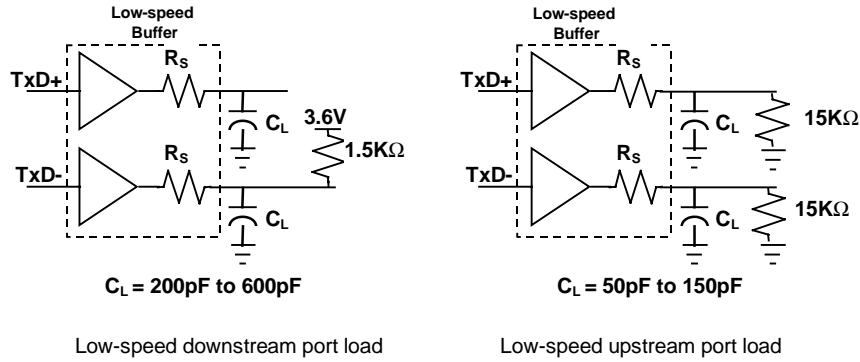 Low-speed
Buffer
TxD+
RS
CL
3.6V
1.5KΩ
TxD-
RS
CL
CL = 200pF to 600pF
Low-speed downstream port load
Low-speed
Buffer
TxD+
RS
CL
15KΩ
TxD-
RS
CL
15KΩ
CL = 50pF to 150pF
Low-speed upstream port load